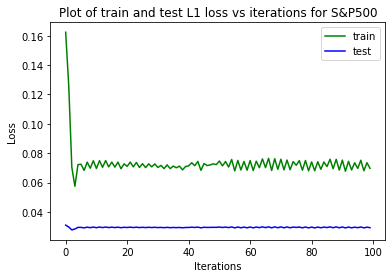 Plot of train and test L1 loss vs iterations for S&P500
train
test
Loss
0.16
0.14
0.12
0.10
0.08
0.06
0.04
0 20 40 60 80 100
Iterations